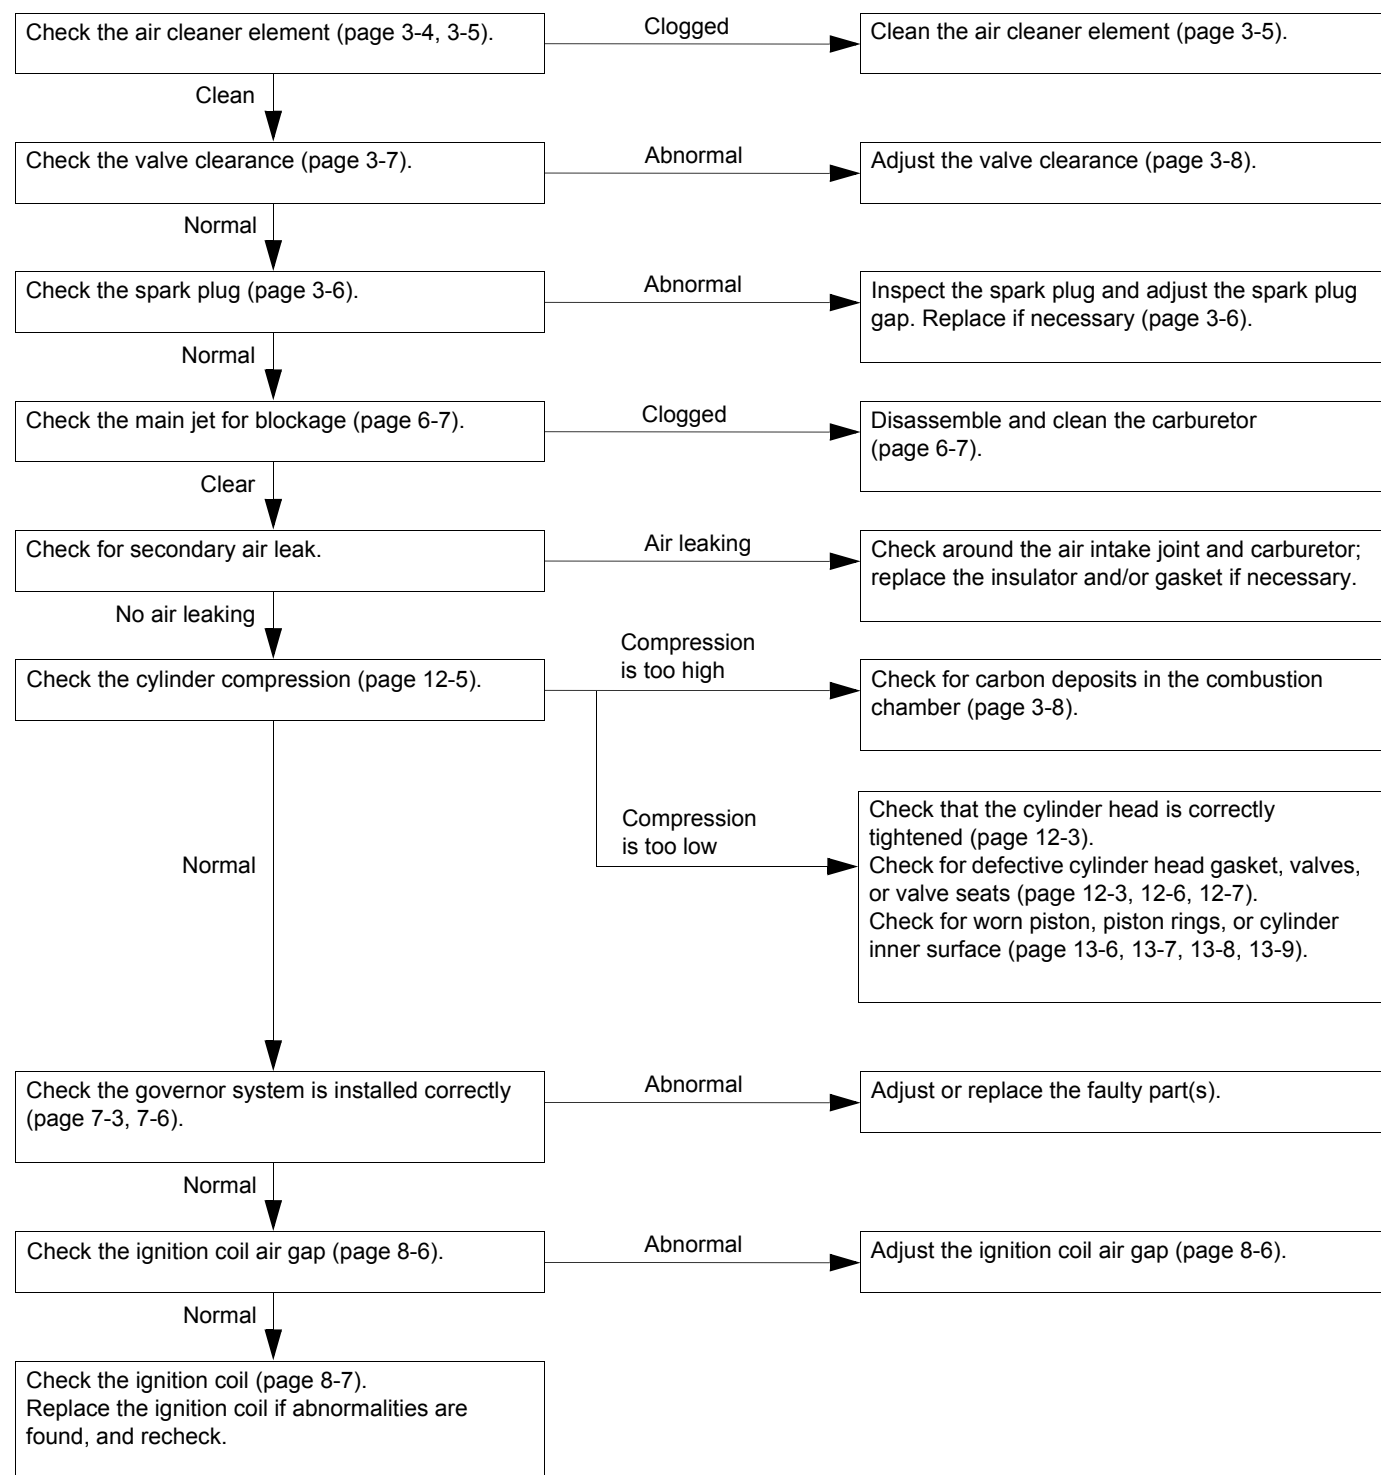 Check the air cleaner element (page 3-4, 3-5).
Clogged
Clean the air cleaner element (page 3-5).
Clean
Check the valve clearance (page 3-7).
Abnormal
Adjust the valve clearance (page 3-8).
Normal
Check the spark plug (page 3-6).
Abnormal
Inspect the spark plug and adjust the spark plug
gap. Replace if necessary (page 3-6).
Normal
Check the main jet for blockage (page 6-7).
Clogged
Disassemble and clean the carburetor
(page 6-7).
Clear
Check for secondary air leak.
Air leaking
Check around the air intake joint and carburetor;
replace the insulator and/or gasket if necessary.
No air leaking
Check the cylinder compression (page 12-5).
Compression
is too high
Check for carbon deposits in the combustion
chamber (page 3-8).
Compression
is too low
Check that the cylinder head is correctly
tightened (page 12-3).
Check for defective cylinder head gasket, valves,
or valve seats (page 12-3, 12-6, 12-7).
Check for worn piston, piston rings, or cylinder
inner surface (page 13-6, 13-7, 13-8, 13-9).
Normal
Check the governor system is installed correctly
(page 7-3, 7-6).
Abnormal
Adjust or replace the faulty part(s).
Normal
Check the ignition coil air gap (page 8-6).
Abnormal
Adjust the ignition coil air gap (page 8-6).
Normal
Check the ignition coil (page 8-7).
Replace the ignition coil if abnormalities are
found, and recheck.